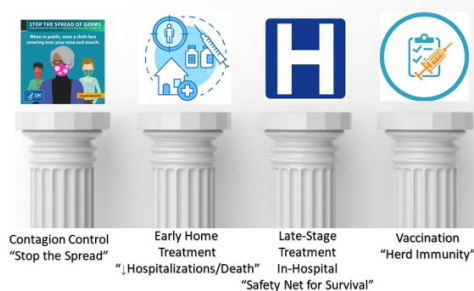 STOP THE SPREAD OF GERMS
When in public, wear a cloth face
covering over your nose and mouth.
CDC
H
Contagion Control
"Stop the Spread"
Early Home
Treatment
"↓Hospitalizations/Death"
Late-Stage
Treatment
In-Hospital
"Safety Net for Survival"
Vaccination
"Herd Immunity"